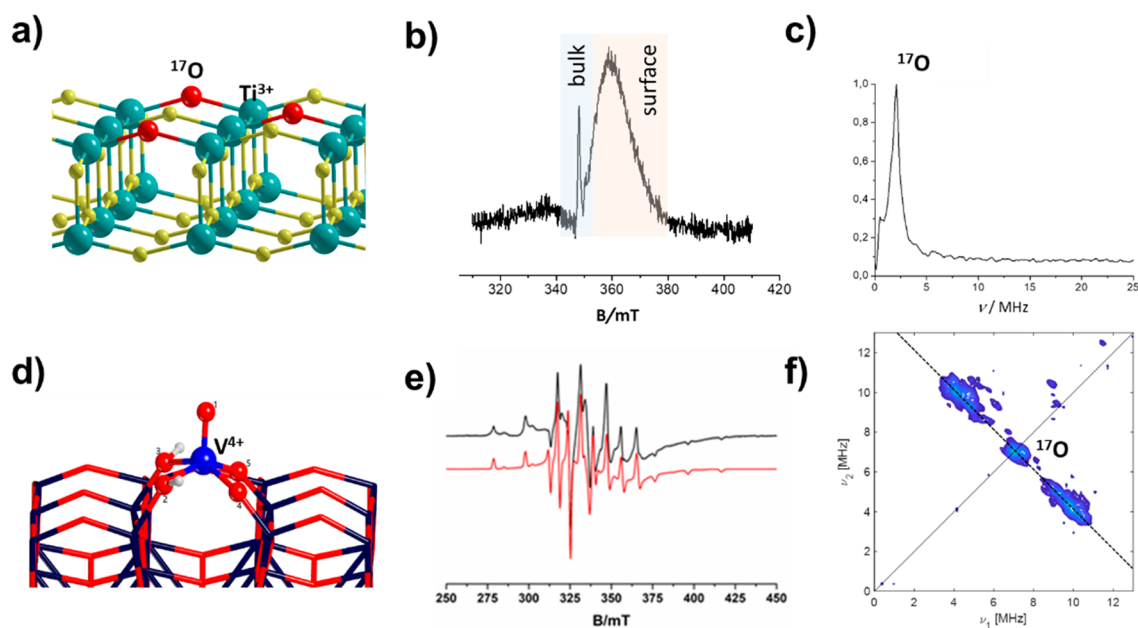 a)
17O
Ti3+
b)
bulk
surface
320 340 360 380 400 420
B/mT
c)
17O
1,0
0,8
0,6
0,4
0,2
0,0
0 5 10 15 20 25
ν / MHz
d)
1
V4+
3
5
2
4
e)
250 275 300 325 350 375 400 425 450
B/mT
f)
12
10
8
6
4
2
0
17O
ν2 [MHz]
0 2 4 6 8 10 12
ν1 [MHz]